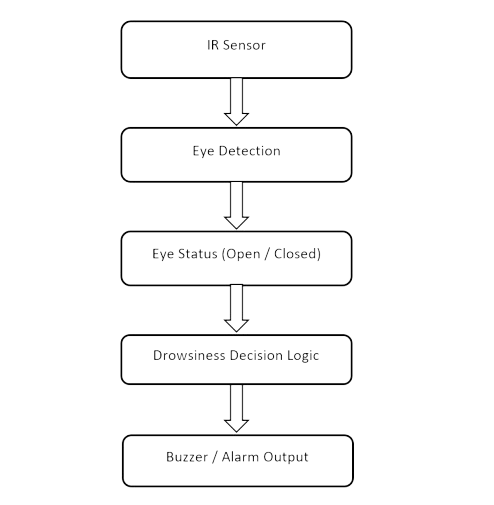 IR Sensor
Eye Detection
Eye Status (Open / Closed)
Drowsiness Decision Logic
Buzzer / Alarm Output